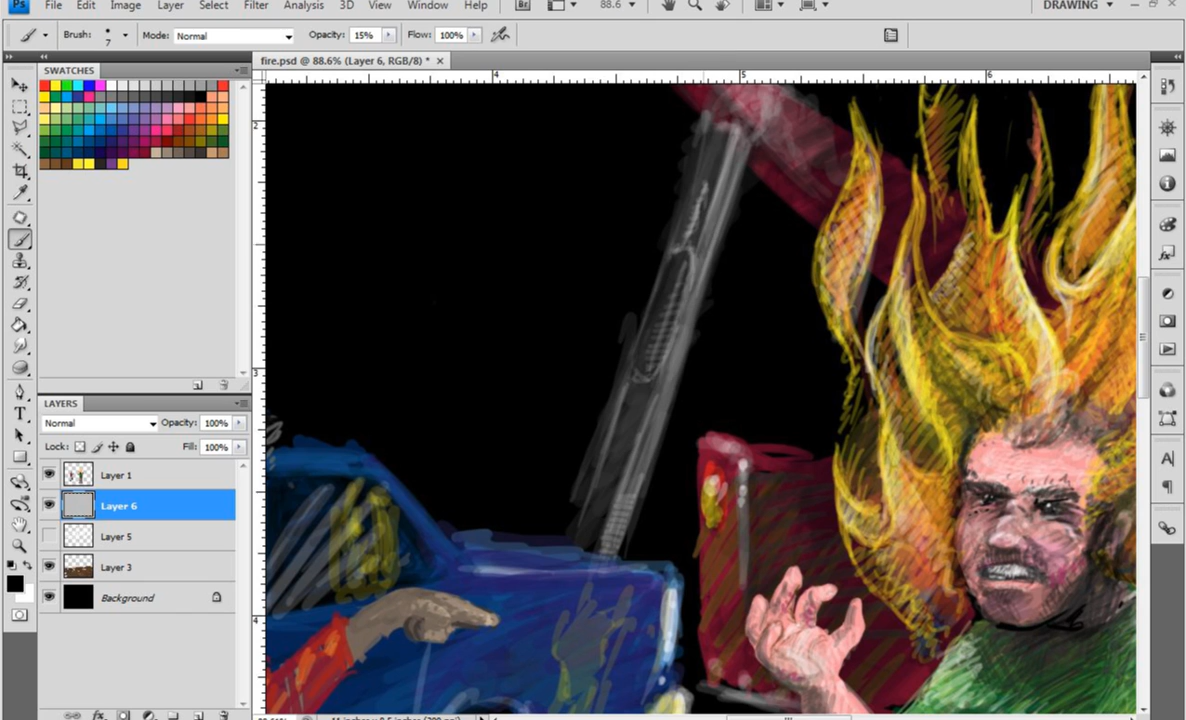 Ps File Edit Image Layer Select Filter Analysis 3D View Window Help Br 88.6 DRAWING
Brush: 7 Mode: Normal Opacity: 15% Flow: 100%
SWATCHES
fire.psd @ 88.6% (Layer 6, RGB/8) *
4 5 6
2
3
4
LAYERS
Normal Opacity: 100%
Lock: Fill: 100%
Layer 1
Layer 6
Layer 5
Layer 3
Background